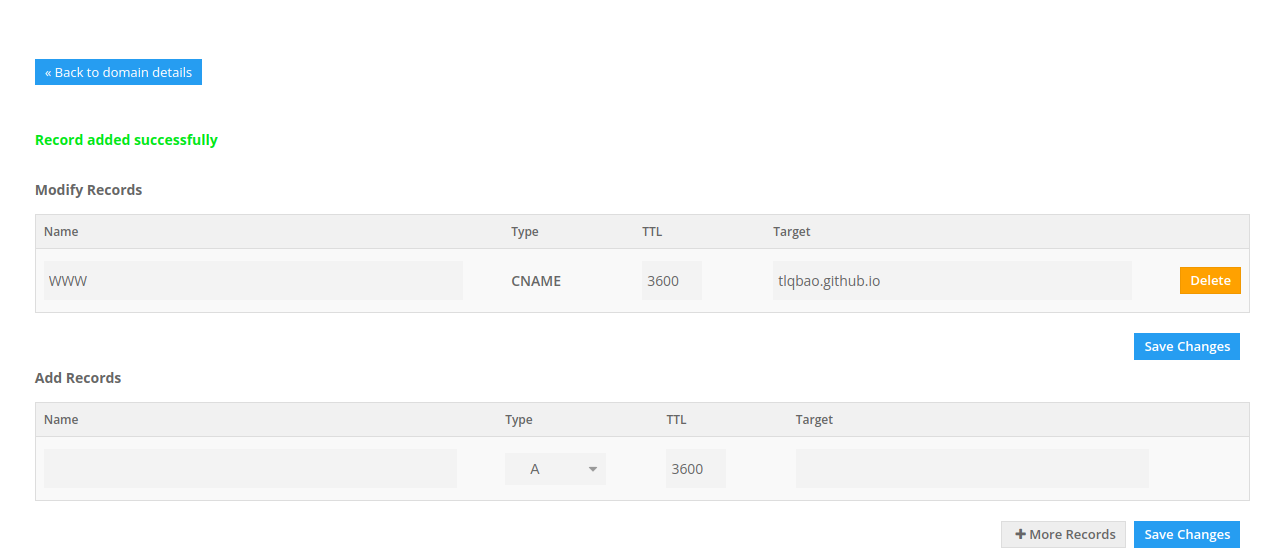 « Back to domain details
Record added successfully
Modify Records
Name Type TTL Target
WWW CNAME 3600 tlqbao.github.io Delete
Save Changes
Add Records
Name Type TTL Target
A 3600
+ More Records Save Changes